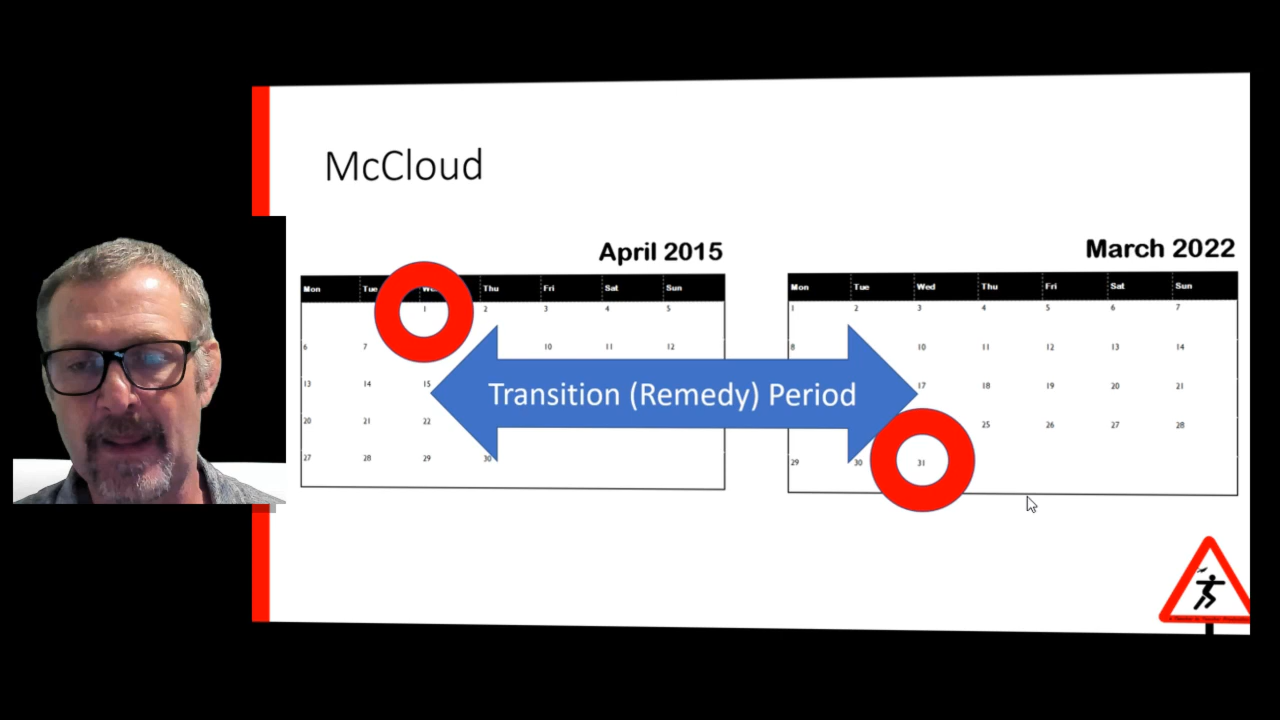 McCloud
April 2015
Mon Tue We Thu Fri Sat Sun
1 2 3 4 5
6 7 10 11 12
13 14 15
20 21 22
27 28 29 30
March 2022
Mon Tue Wed Thu Fri Sat Sun
1 2 3 4 5 6 7
8 10 11 12 13 14
17 18 19 20 21
25 26 27 28
29 30 31
Transition (Remedy) Period